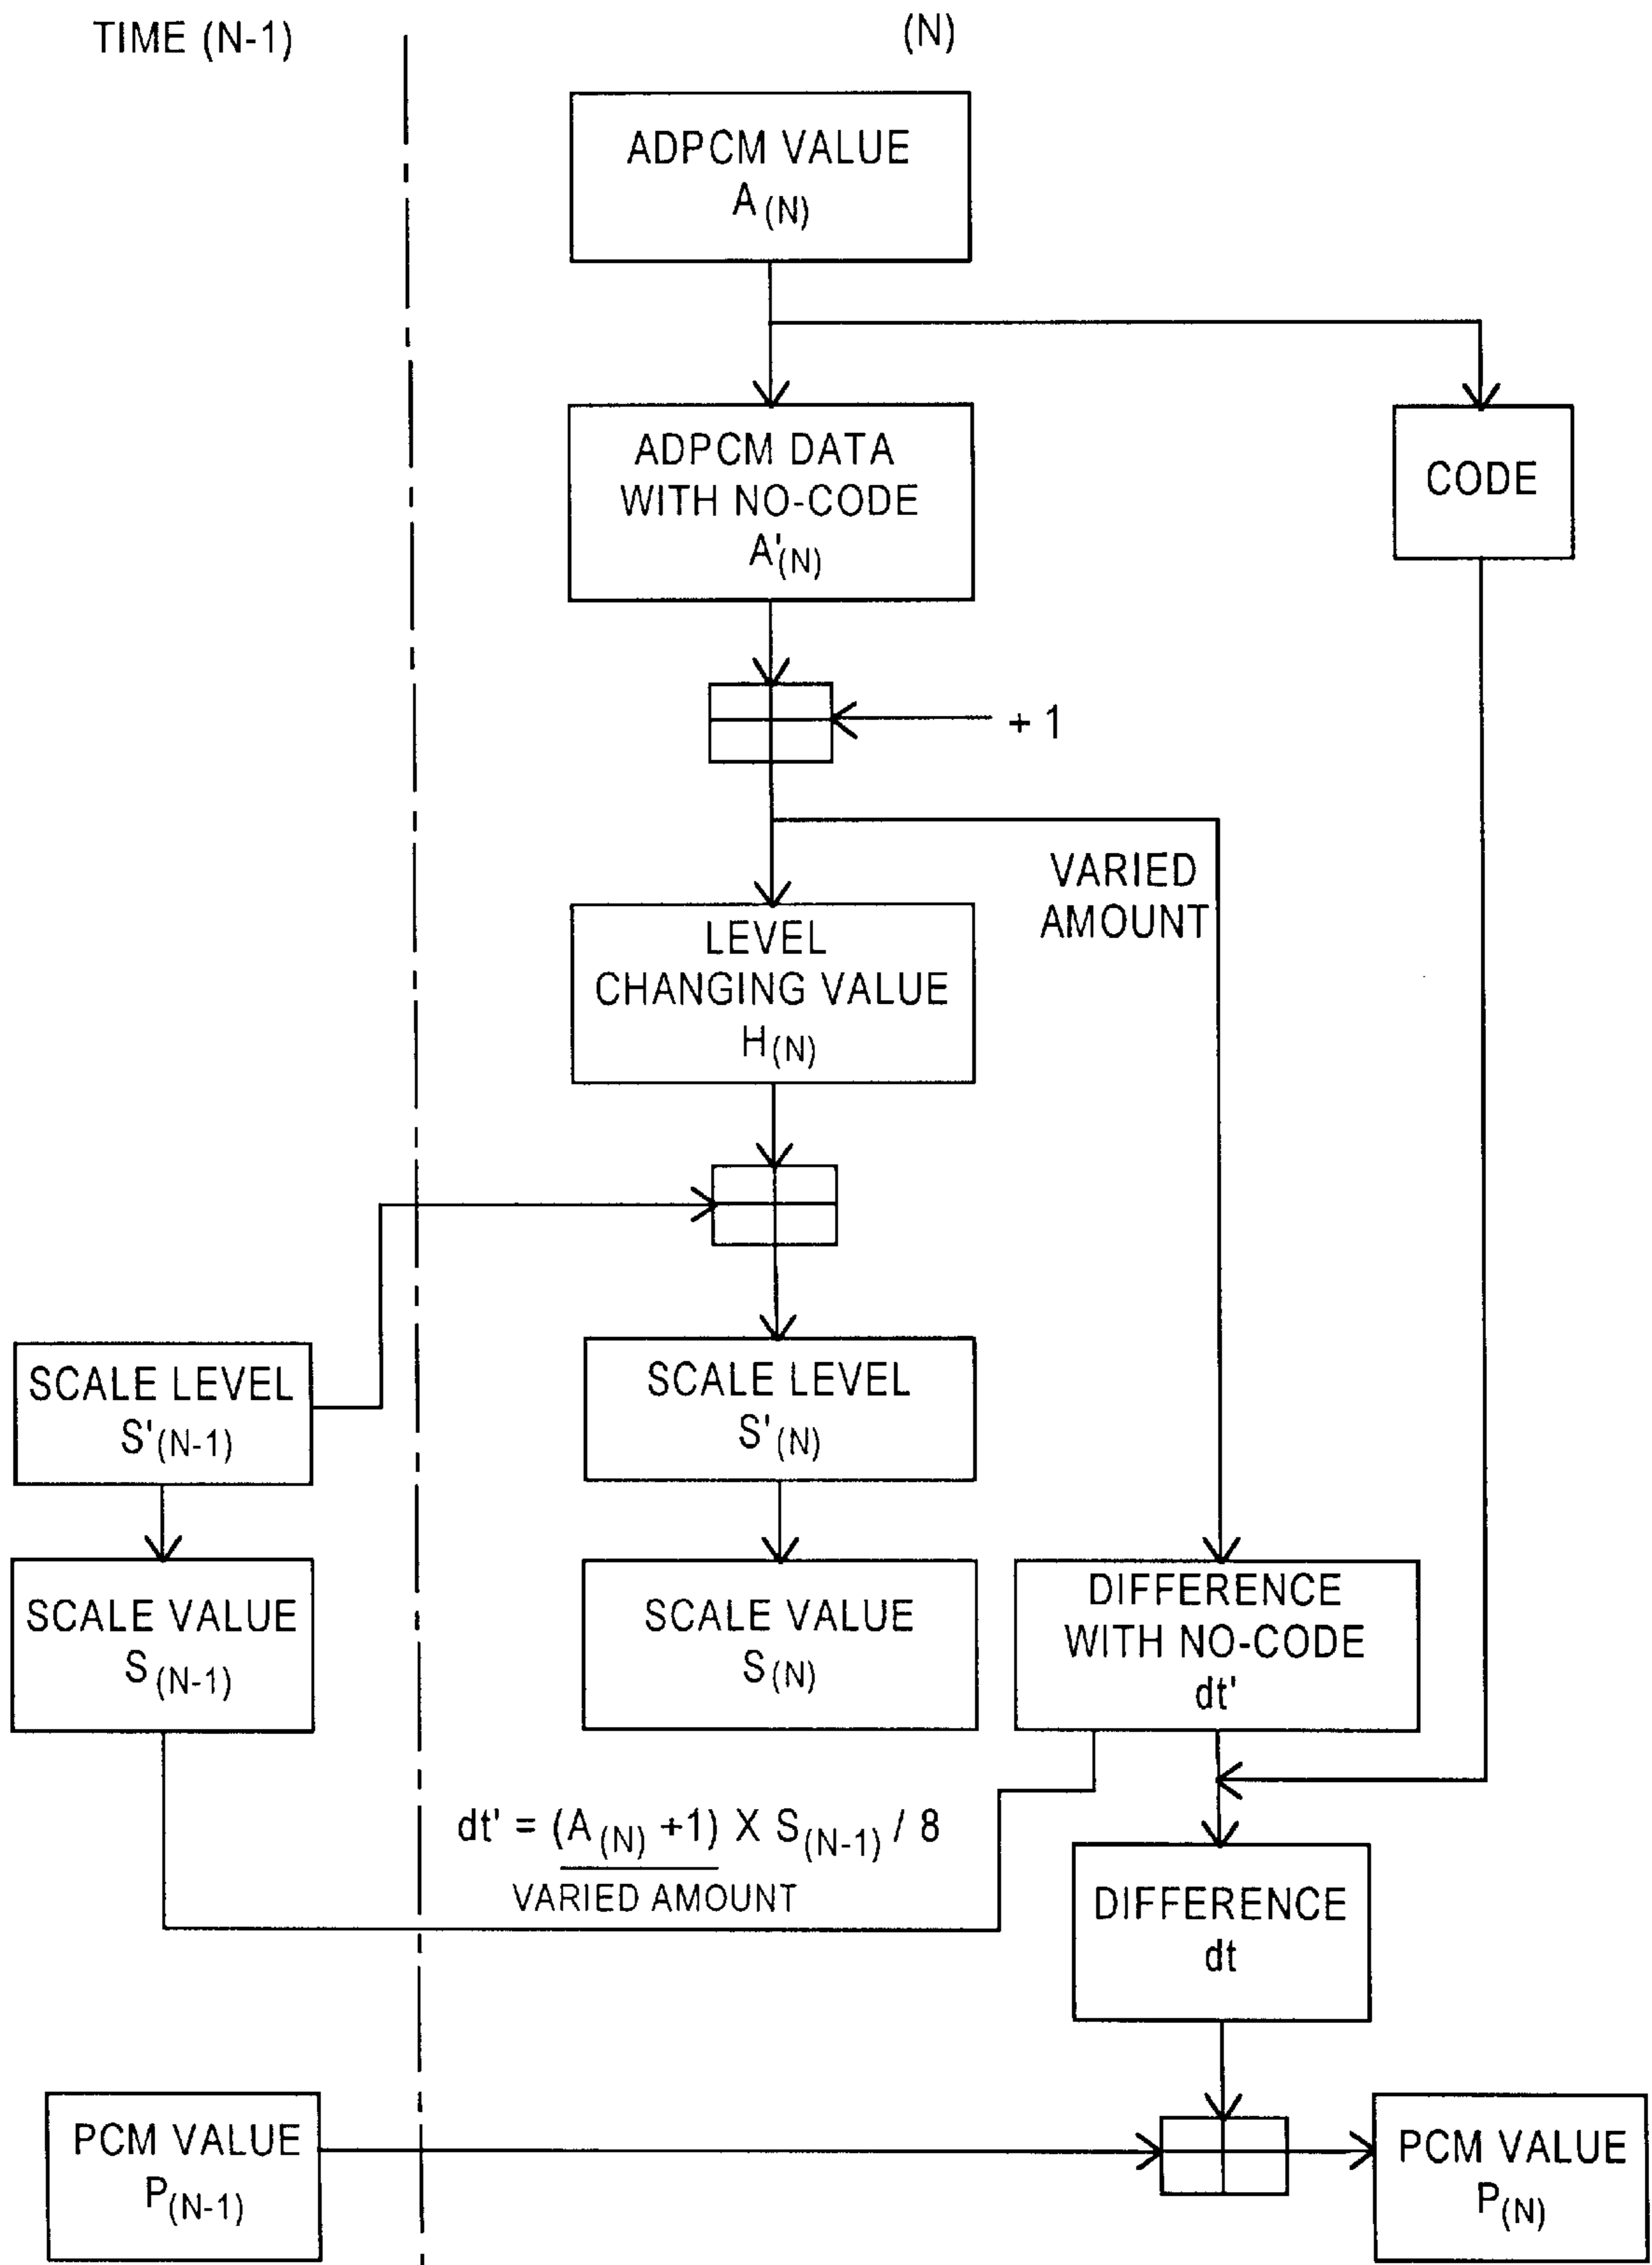 TIME (N-1)
(N)
ADPCM VALUE
A(N)
ADPCM DATA
WITH NO-CODE
A'(N)
CODE
+ 1
VARIED
AMOUNT
LEVEL
CHANGING VALUE
H(N)
SCALE LEVEL
S'(N-1)
SCALE LEVEL
S'(N)
SCALE VALUE
S(N-1)
SCALE VALUE
S(N)
DIFFERENCE
WITH NO-CODE
dt'
dt' = (A(N) +1) X S(N-1) / 8
VARIED AMOUNT
DIFFERENCE
dt
PCM VALUE
P(N-1)
PCM VALUE
P(N)